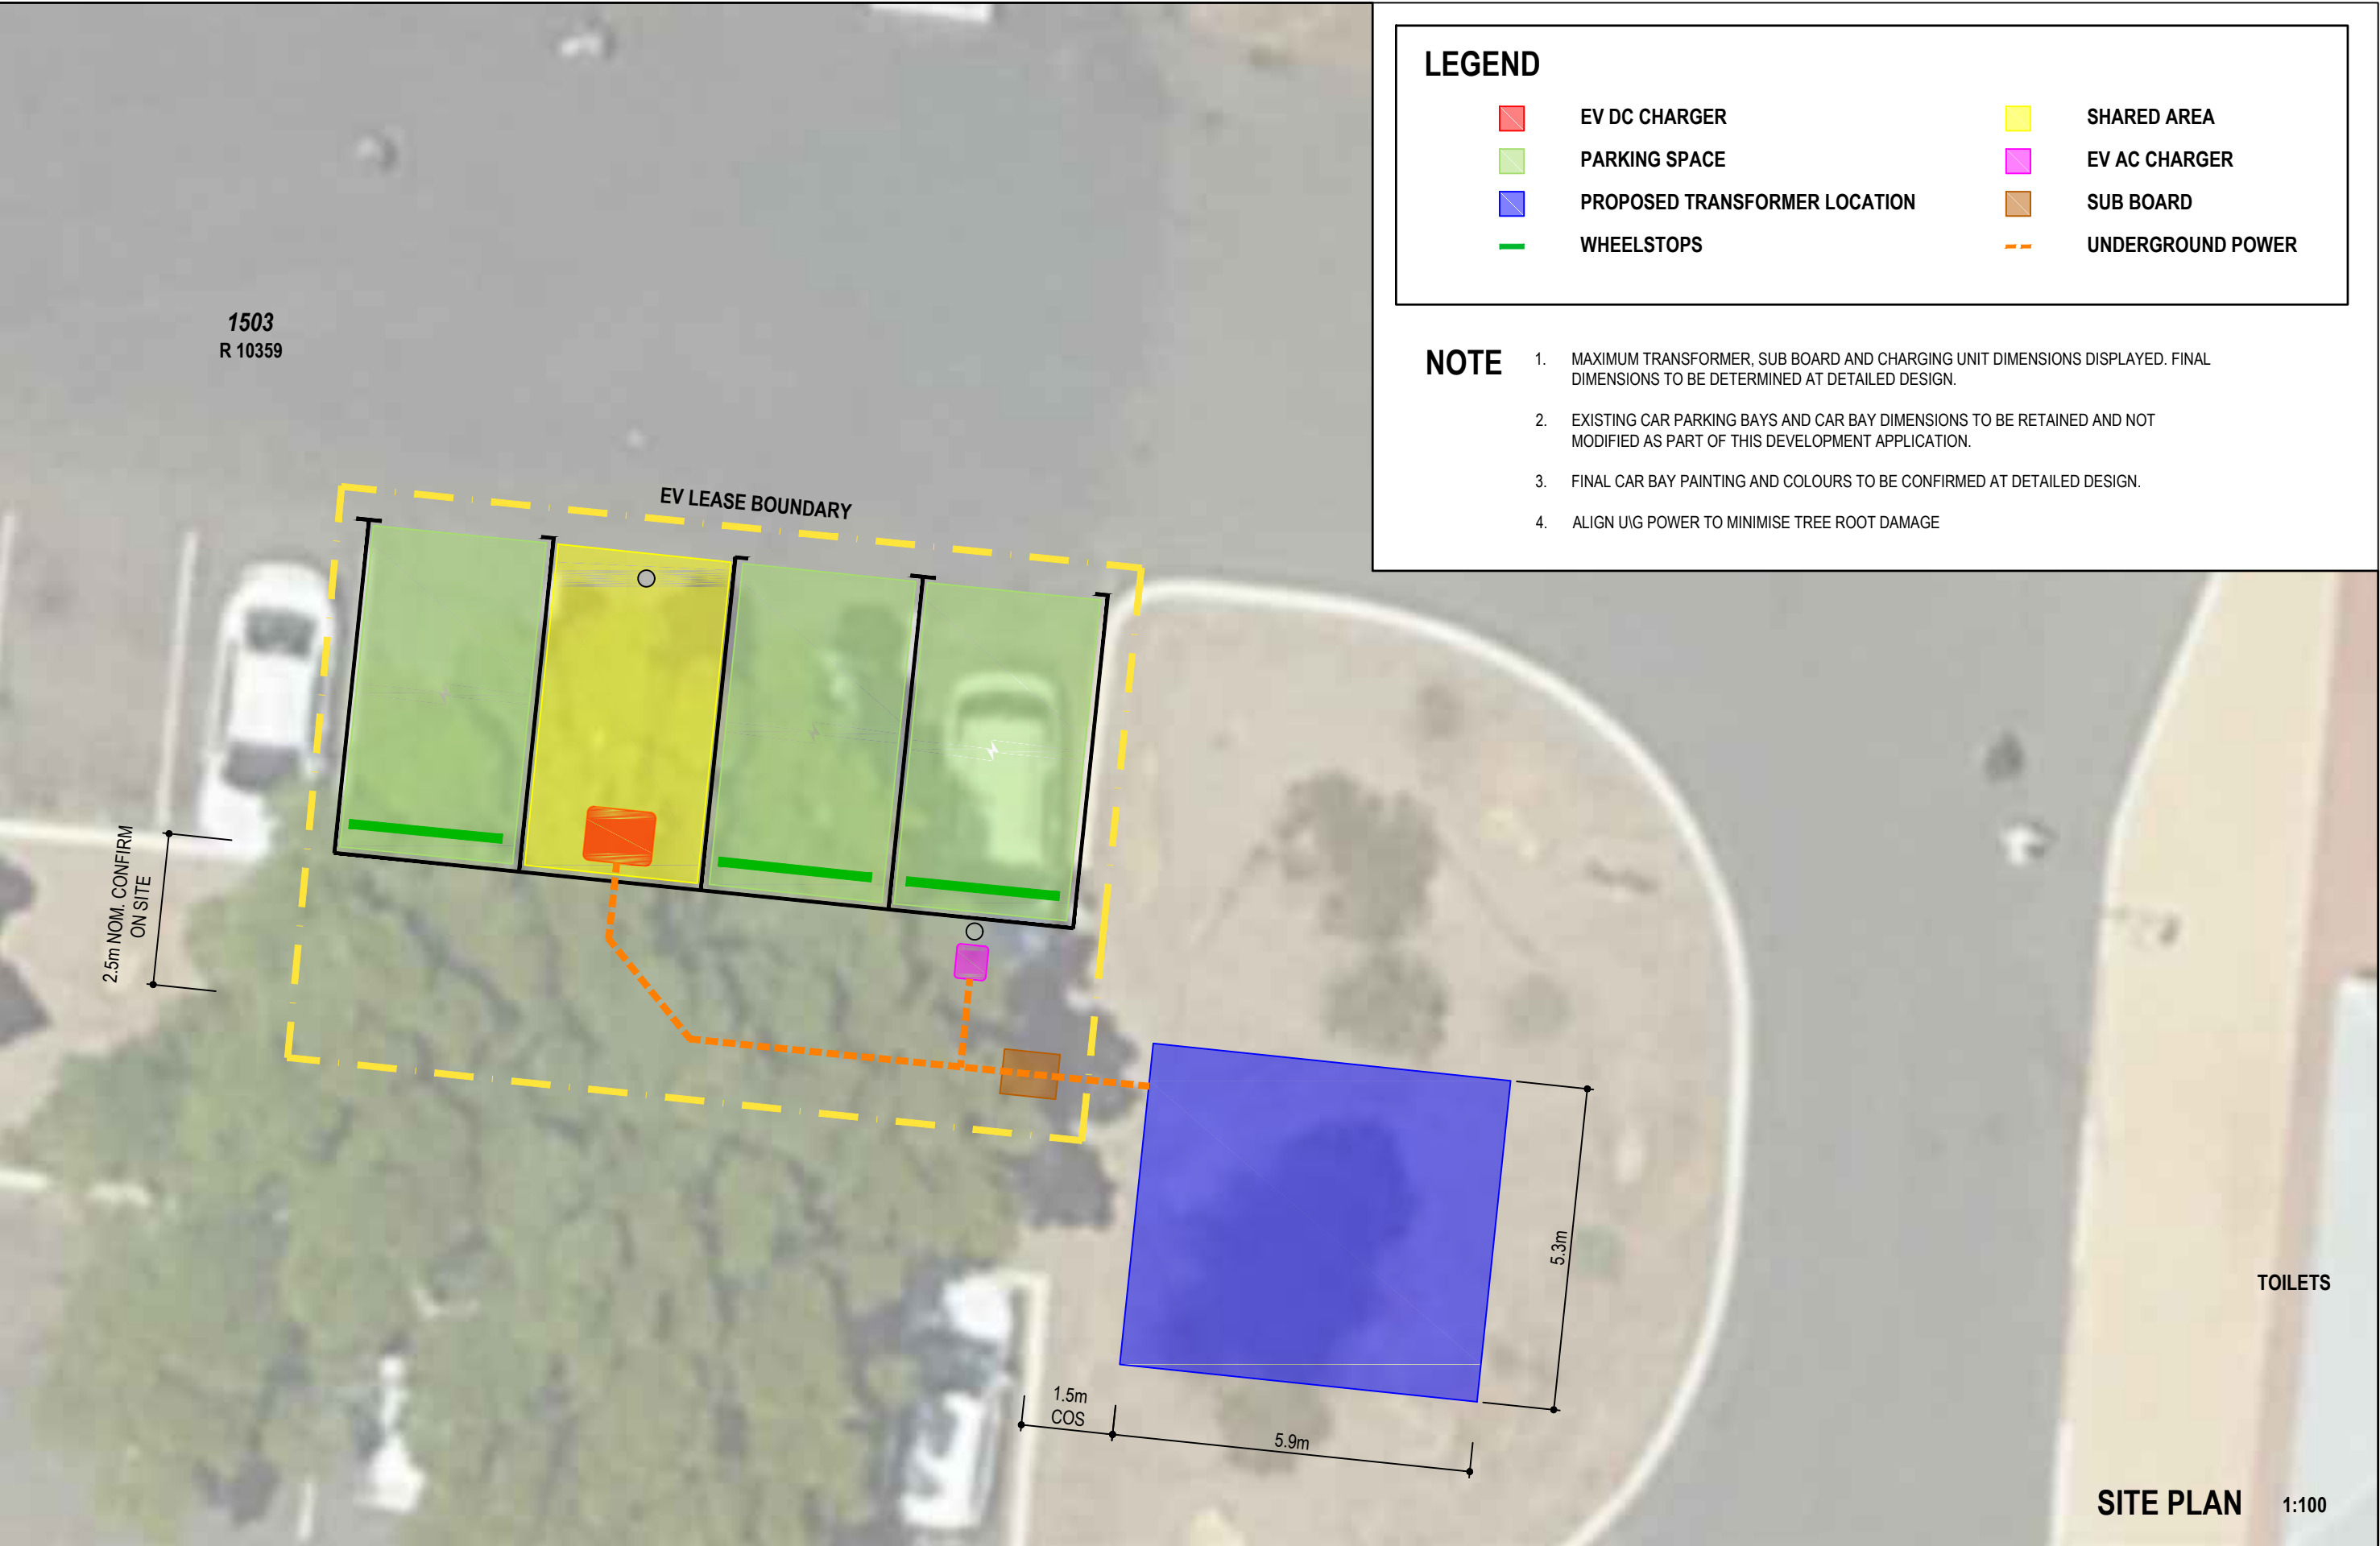 LEGEND
EV DC CHARGER
PARKING SPACE
PROPOSED TRANSFORMER LOCATION
WHEELSTOPS
SHARED AREA
EV AC CHARGER
SUB BOARD
UNDERGROUND POWER
NOTE
1. MAXIMUM TRANSFORMER, SUB BOARD AND CHARGING UNIT DIMENSIONS DISPLAYED. FINAL
DIMENSIONS TO BE DETERMINED AT DETAILED DESIGN.
2. EXISTING CAR PARKING BAYS AND CAR BAY DIMENSIONS TO BE RETAINED AND NOT
MODIFIED AS PART OF THIS DEVELOPMENT APPLICATION.
3. FINAL CAR BAY PAINTING AND COLOURS TO BE CONFIRMED AT DETAILED DESIGN.
4. ALIGN U\G POWER TO MINIMISE TREE ROOT DAMAGE
1503
R 10359
EV LEASE BOUNDARY
2.5m NOM. CONFIRM
ON SITE
5.3m
1.5m
COS
5.9m
TOILETS
SITE PLAN 1:100